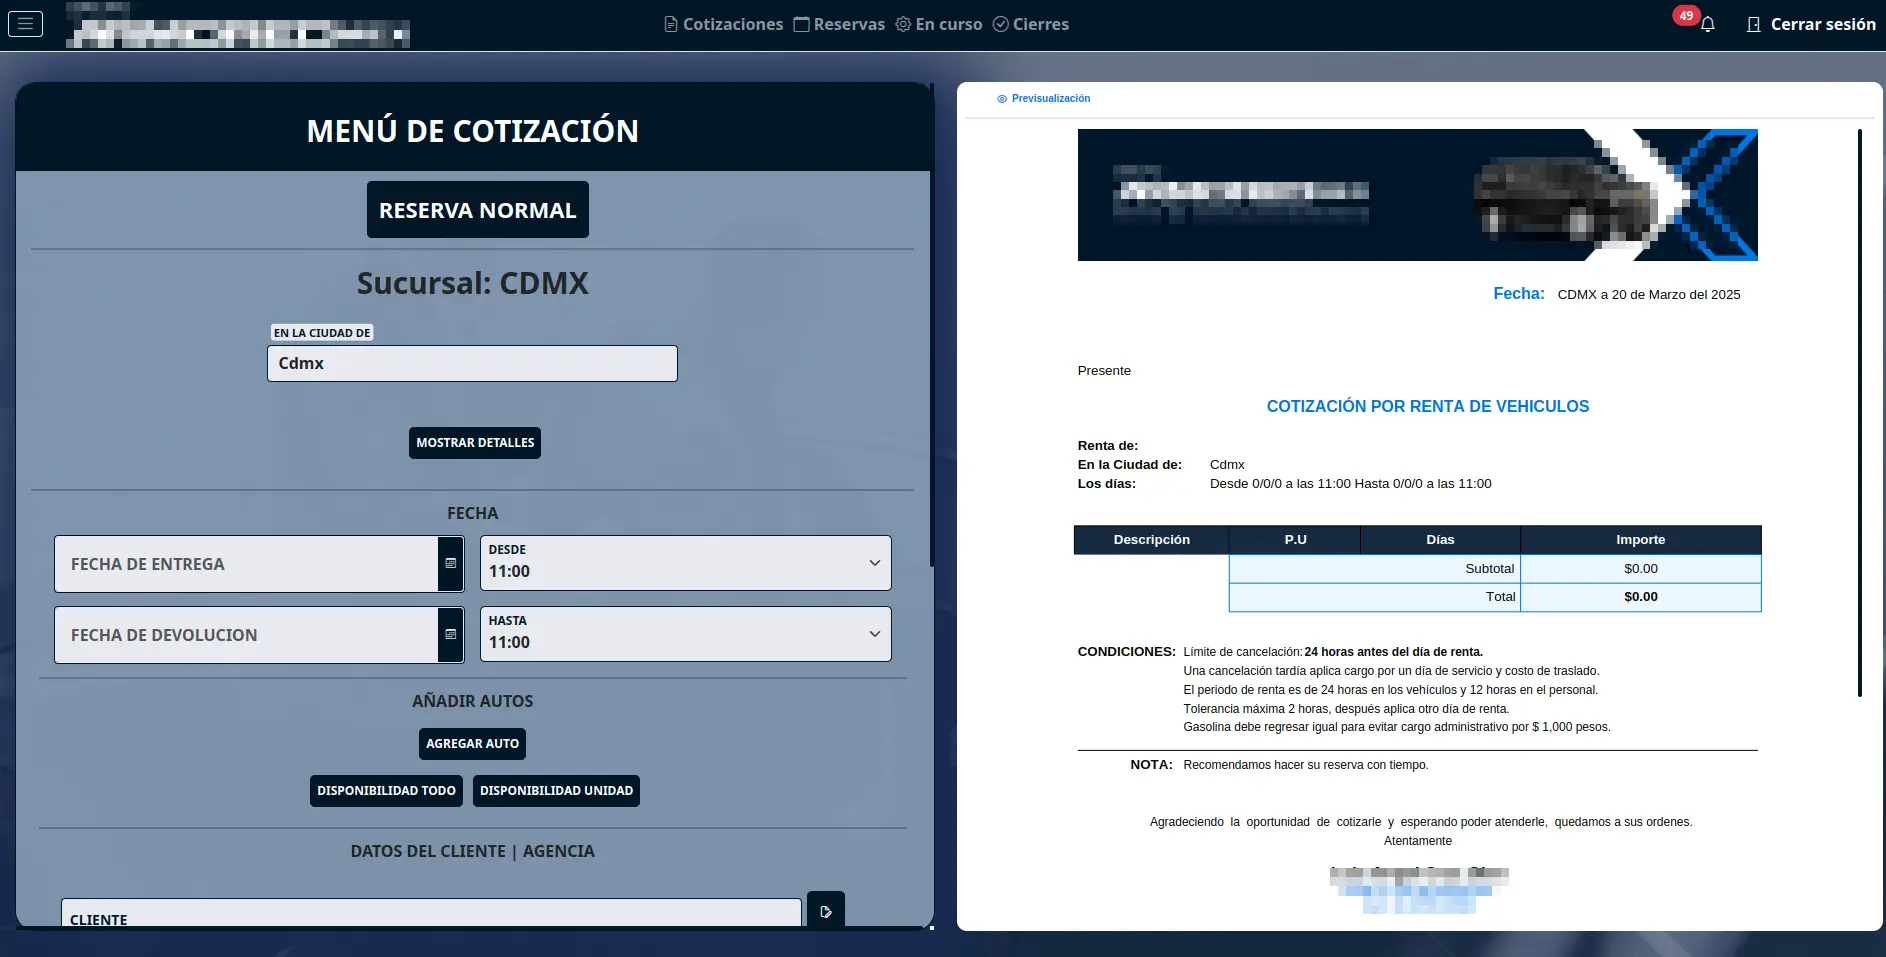 Cotizaciones Reservas En curso Cierres 49 Cerrar sesión
MENÚ DE COTIZACIÓN
RESERVA NORMAL
Sucursal: CDMX
EN LA CIUDAD DE
Cdmx
MOSTRAR DETALLES
FECHA
FECHA DE ENTREGA
DESDE
11:00
FECHA DE DEVOLUCION
HASTA
11:00
AÑADIR AUTOS
AGREGAR AUTO
DISPONIBILIDAD TODO DISPONIBILIDAD UNIDAD
DATOS DEL CLIENTE | AGENCIA
CLIENTE
Previsualización
Fecha: CDMX a 20 de Marzo del 2025
Presente
COTIZACIÓN POR RENTA DE VEHICULOS
Renta de:
En la Ciudad de: Cdmx
Los días: Desde 0/0/0 a las 11:00 Hasta 0/0/0 a las 11:00
Descripción P.U Días Importe
Subtotal $0.00
Total $0.00
CONDICIONES: Límite de cancelación: 24 horas antes del día de renta.
Una cancelación tardía aplica cargo por un día de servicio y costo de traslado.
El periodo de renta es de 24 horas en los vehículos y 12 horas en el personal.
Tolerancia máxima 2 horas, después aplica otro día de renta.
Gasolina debe regresar igual para evitar cargo administrativo por $ 1,000 pesos.
NOTA: Recomendamos hacer su reserva con tiempo.
Agradeciendo la oportunidad de cotizarle y esperando poder atenderle, quedamos a sus ordenes.
Atentamente